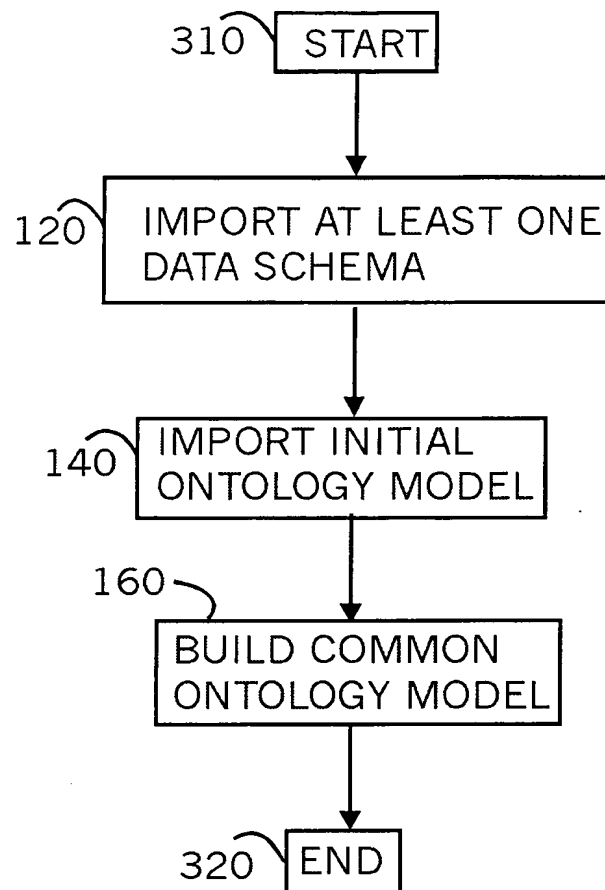 310
START
120
IMPORT AT LEAST ONE
DATA SCHEMA
140
IMPORT INITIAL
ONTOLOGY MODEL
160
BUILD COMMON
ONTOLOGY MODEL
320
END